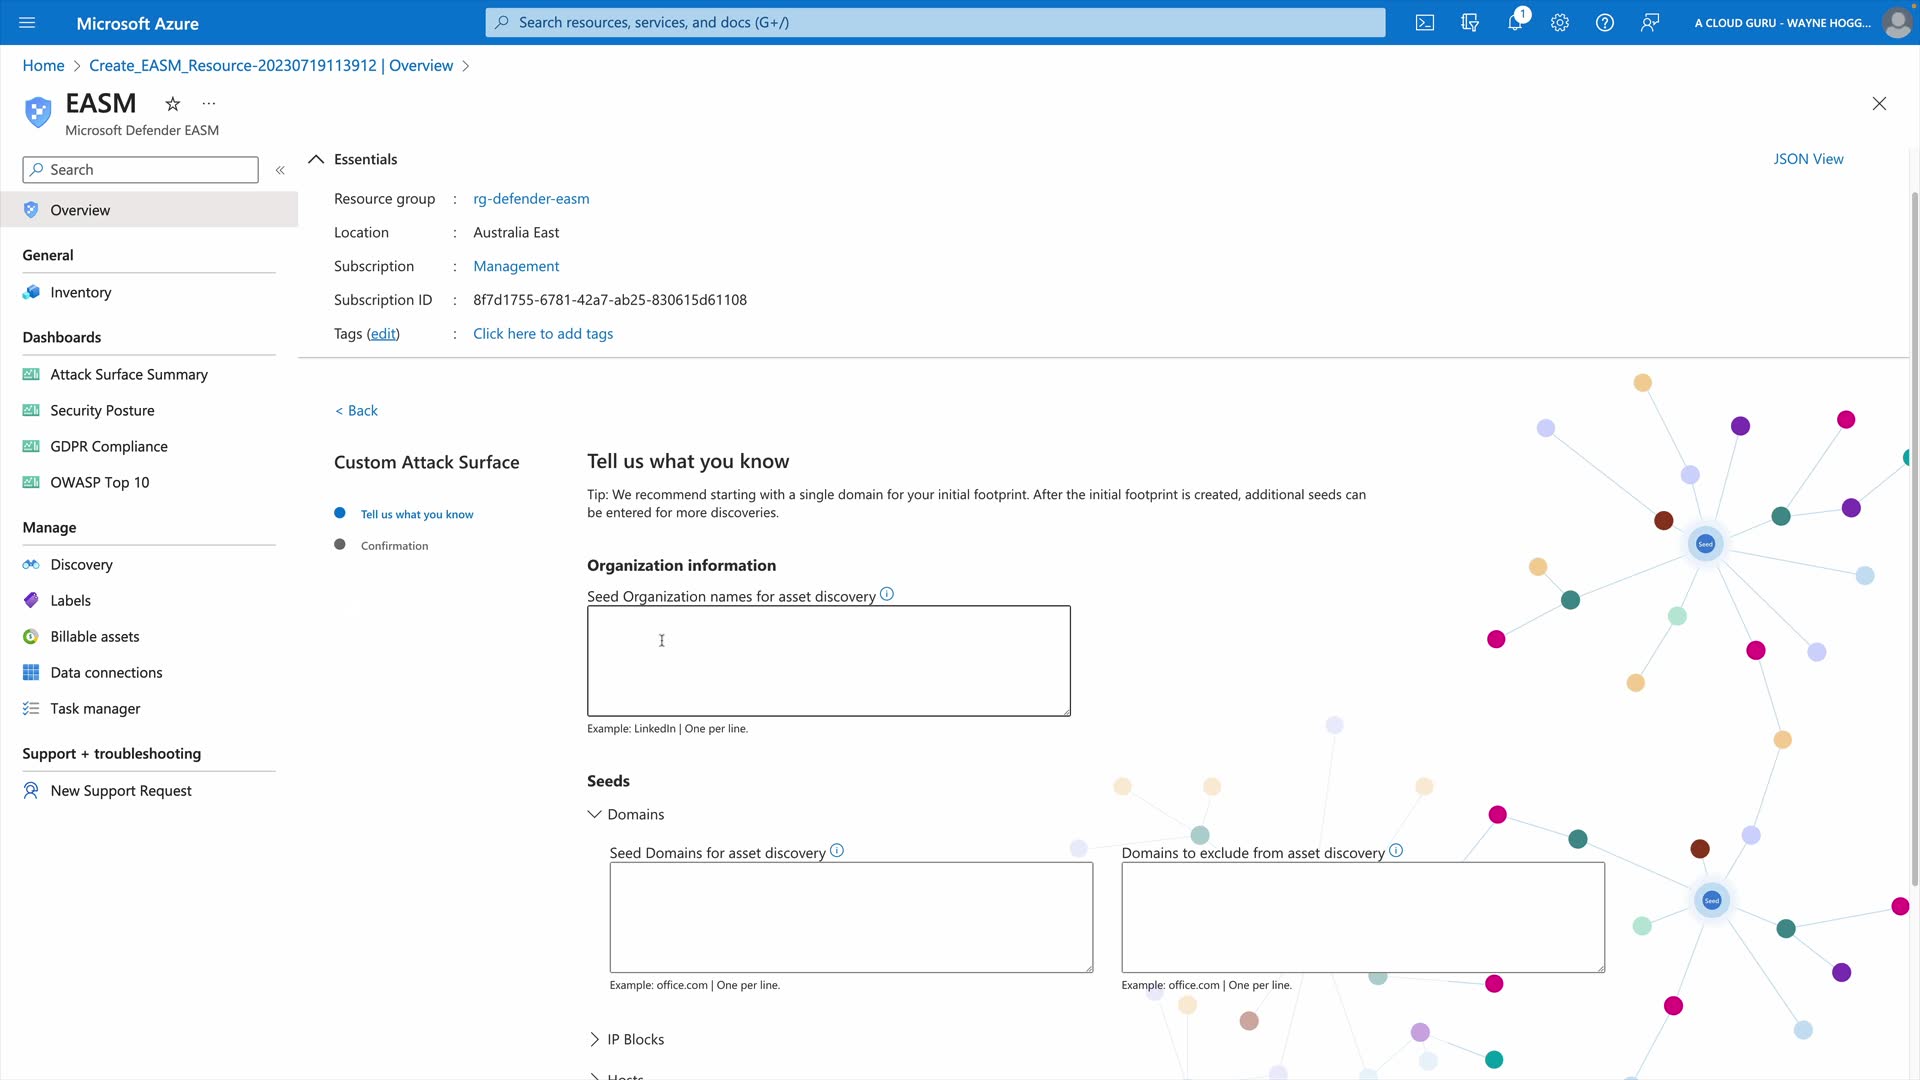 Microsoft Azure
Search resources, services, and docs (G+/)
1
A CLOUD GURU - WAYNE HOGG...
Home > Create_EASM_Resource-20230719113912 | Overview >
EASM
Microsoft Defender EASM
Search
Overview
General
Inventory
Dashboards
Attack Surface Summary
Security Posture
GDPR Compliance
OWASP Top 10
Manage
Discovery
Labels
Billable assets
Data connections
Task manager
Support + troubleshooting
New Support Request
Essentials
JSON View
Resource group : rg-defender-easm
Location : Australia East
Subscription : Management
Subscription ID : 8f7d1755-6781-42a7-ab25-830615d61108
Tags (edit) : Click here to add tags
< Back
Custom Attack Surface
Tell us what you know
Confirmation
Tell us what you know
Tip: We recommend starting with a single domain for your initial footprint. After the initial footprint is created, additional seeds can
be entered for more discoveries.
Organization information
Seed Organization names for asset discovery
Example: LinkedIn | One per line.
Seeds
Domains
Seed Domains for asset discovery
Example: office.com | One per line.
Domains to exclude from asset discovery
Example: office.com | One per line.
IP Blocks
Hosts
Seed
Seed